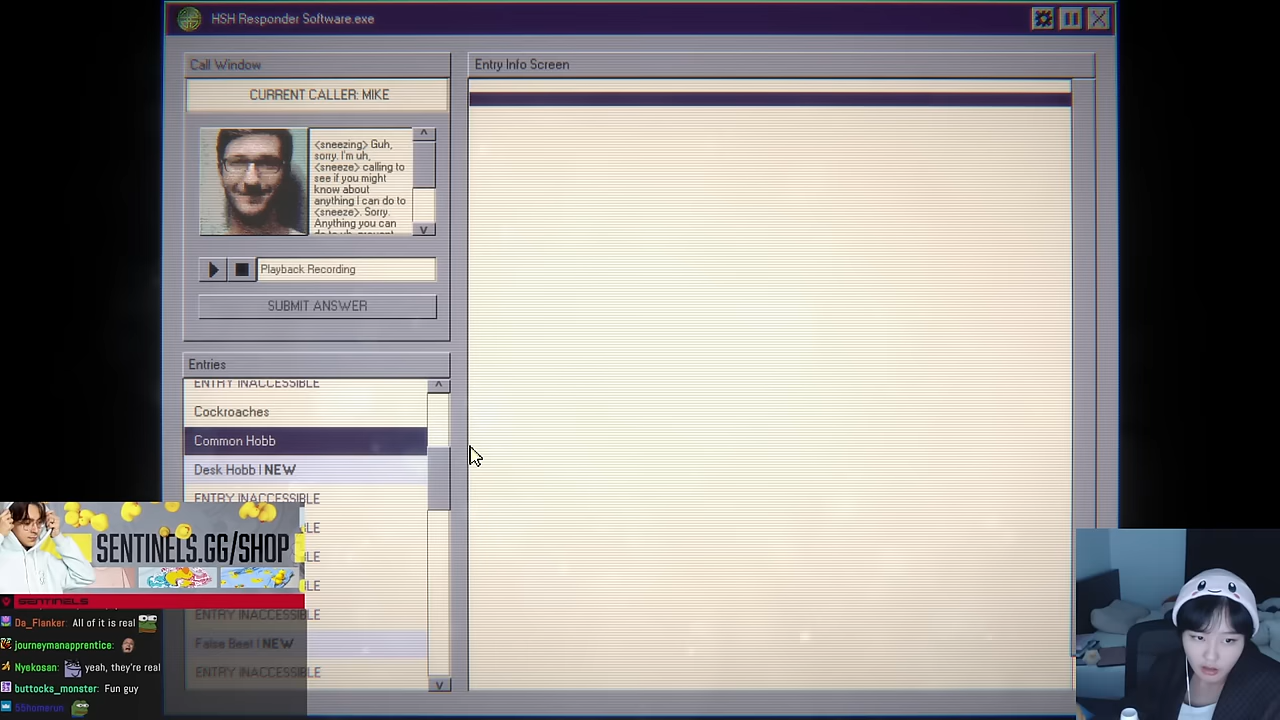 HSH Responder Software.exe
Call Window
CURRENT CALLER: MIKE
<sneezing> Guh,
sorry. I'm uh,
<sneeze> calling to
see if you might
know about
anything I can do to
<sneeze>. Sorry.
Anything you can
Playback Recording
SUBMIT ANSWER
Entries
ENTRY INACCESSIBLE
Cockroaches
Common Hobb
Desk Hobb | NEW
ENTRY INACCESSIBLE
ENTRY INACCESSIBLE
False Beet | NEW
ENTRY INACCESSIBLE
Entry Info Screen
SENTINELS.GG/SHOP
SENTINELS
Da_Flanker: All of it is real
journeymanapprentice:
Nyekosan: yeah, they're real
buttocks_monster: Fun guy
55homerun